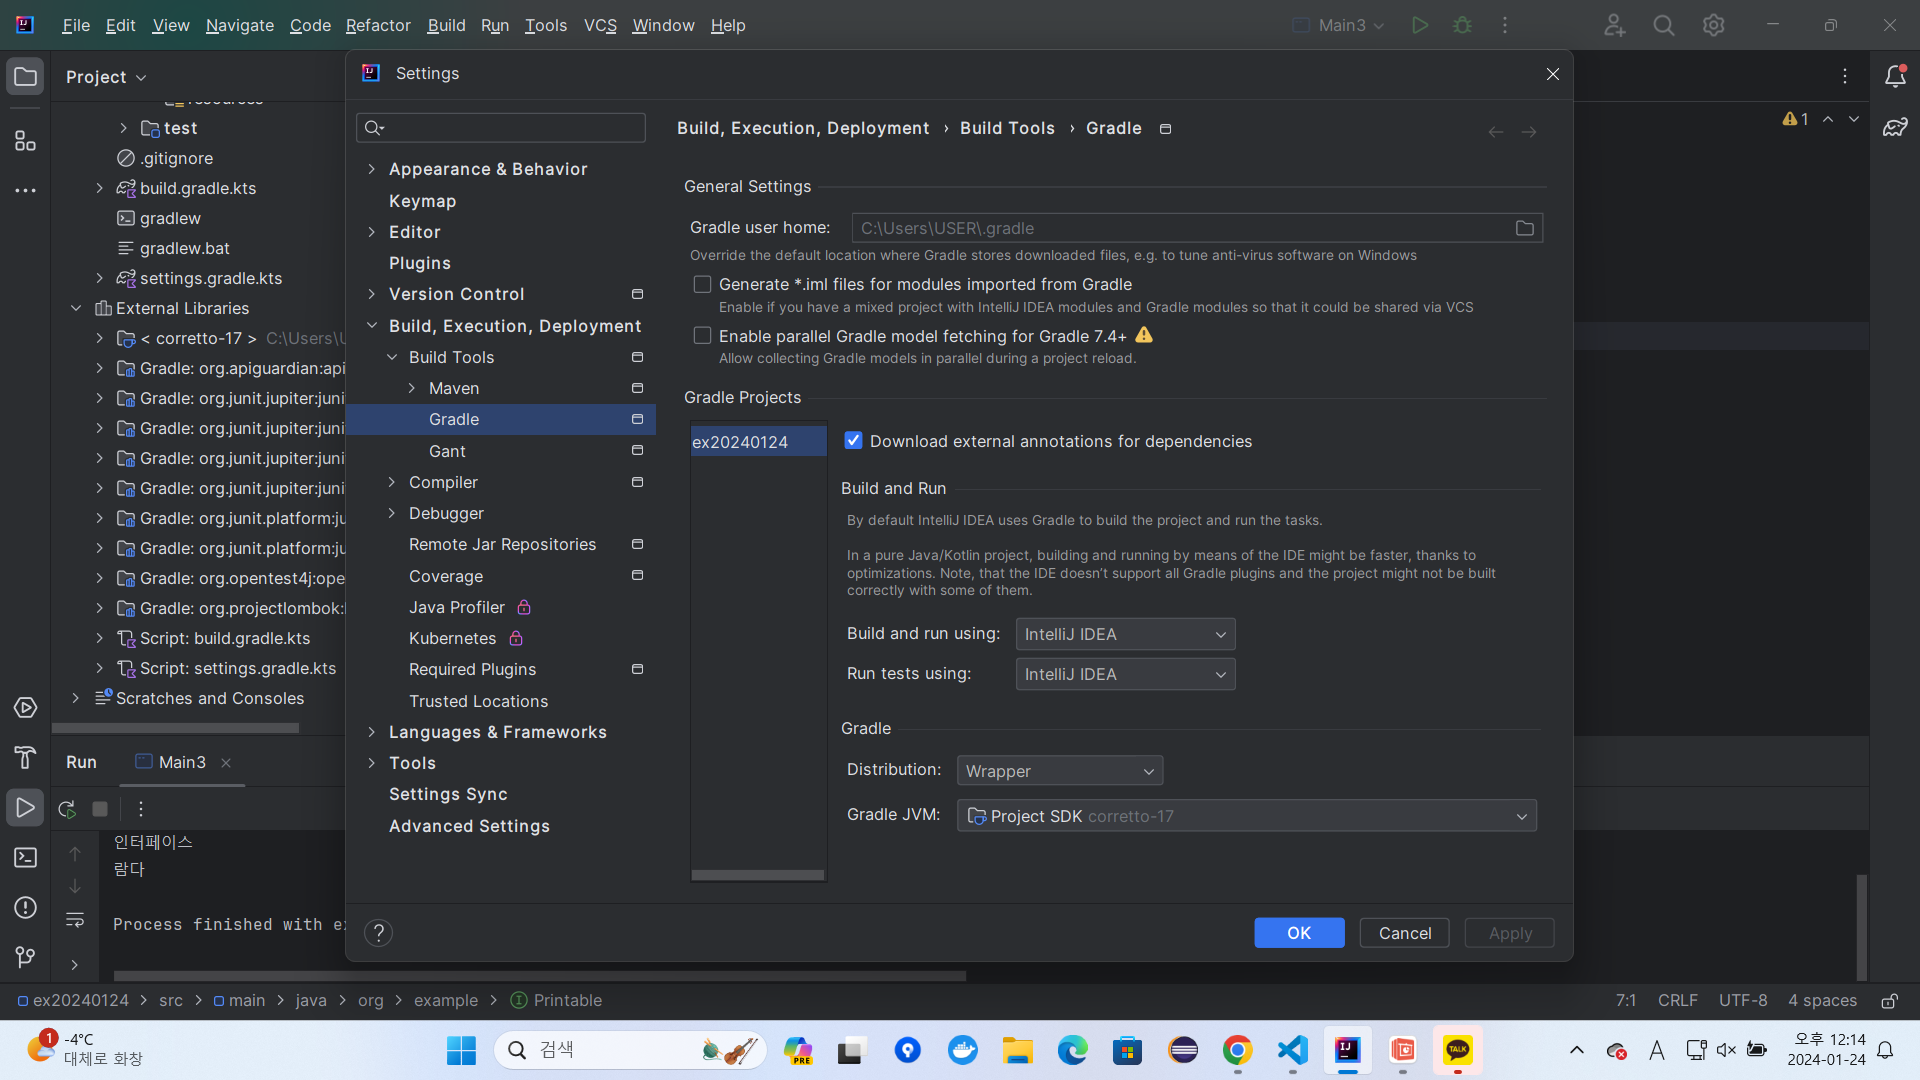 File Edit View Navigate Code Refactor Build Run Tools VCS Window Help
Main3
Project
test
.gitignore
build.gradle.kts
gradlew
gradlew.bat
settings.gradle.kts
External Libraries
< corretto-17 > C:\Users\
Gradle: org.apiguardian:api
Gradle: org.junit.jupiter:juni
Gradle: org.junit.jupiter:juni
Gradle: org.junit.jupiter:juni
Gradle: org.junit.jupiter:juni
Gradle: org.junit.platform:ju
Gradle: org.junit.platform:ju
Gradle: org.opentest4j:ope
Gradle: org.projectlombok:
Script: build.gradle.kts
Script: settings.gradle.kts
Scratches and Consoles
Run Main3
인터페이스
람다
Process finished with
Settings
Appearance & Behavior
Keymap
Editor
Plugins
Version Control
Build, Execution, Deployment
Build Tools
Maven
Gradle
Gant
Compiler
Debugger
Remote Jar Repositories
Coverage
Java Profiler
Kubernetes
Required Plugins
Trusted Locations
Languages & Frameworks
Tools
Settings Sync
Advanced Settings
Build, Execution, Deployment › Build Tools › Gradle
General Settings
Gradle user home: C:\Users\USER\.gradle
Override the default location where Gradle stores downloaded files, e.g. to tune anti-virus software on Windows
Generate *.iml files for modules imported from Gradle
Enable if you have a mixed project with IntelliJ IDEA modules and Gradle modules so that it could be shared via VCS
Enable parallel Gradle model fetching for Gradle 7.4+
Allow collecting Gradle models in parallel during a project reload.
Gradle Projects
ex20240124
Download external annotations for dependencies
Build and Run
By default IntelliJ IDEA uses Gradle to build the project and run the tasks.
In a pure Java/Kotlin project, building and running by means of the IDE might be faster, thanks to
optimizations. Note, that the IDE doesn't support all Gradle plugins and the project might not be built
correctly with some of them.
Build and run using: IntelliJ IDEA
Run tests using: IntelliJ IDEA
Gradle
Distribution: Wrapper
Gradle JVM: Project SDK corretto-17
? OK Cancel Apply
1
ex20240124 > src > main > java > org > example > Printable
7:1 CRLF UTF-8 4 spaces
1
-4°C
대체로 화창
검색
PRE
TALK
A
오후 12:14
2024-01-24